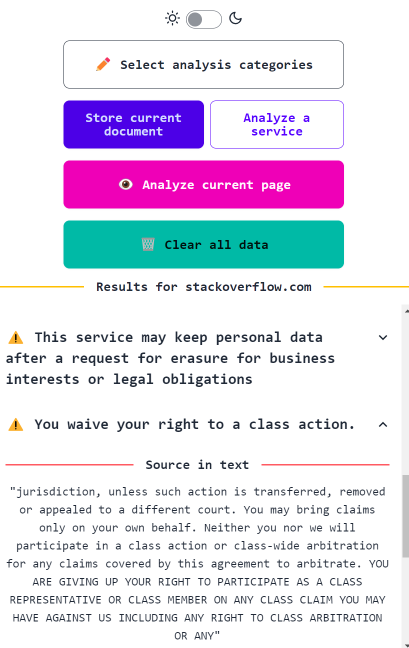 Select analysis categories
Store current
document
Analyze a
service
Analyze current page
Clear all data
Results for stackoverflow.com
This service may keep personal data
after a request for erasure for business
interests or legal obligations
You waive your right to a class action.
Source in text
"jurisdiction, unless such action is transferred, removed
or appealed to a different court. You may bring claims
only on your own behalf. Neither you nor we will
participate in a class action or class-wide arbitration
for any claims covered by this agreement to arbitrate. YOU
ARE GIVING UP YOUR RIGHT TO PARTICIPATE AS A CLASS
REPRESENTATIVE OR CLASS MEMBER ON ANY CLASS CLAIM YOU MAY
HAVE AGAINST US INCLUDING ANY RIGHT TO CLASS ARBITRATION
OR ANY"